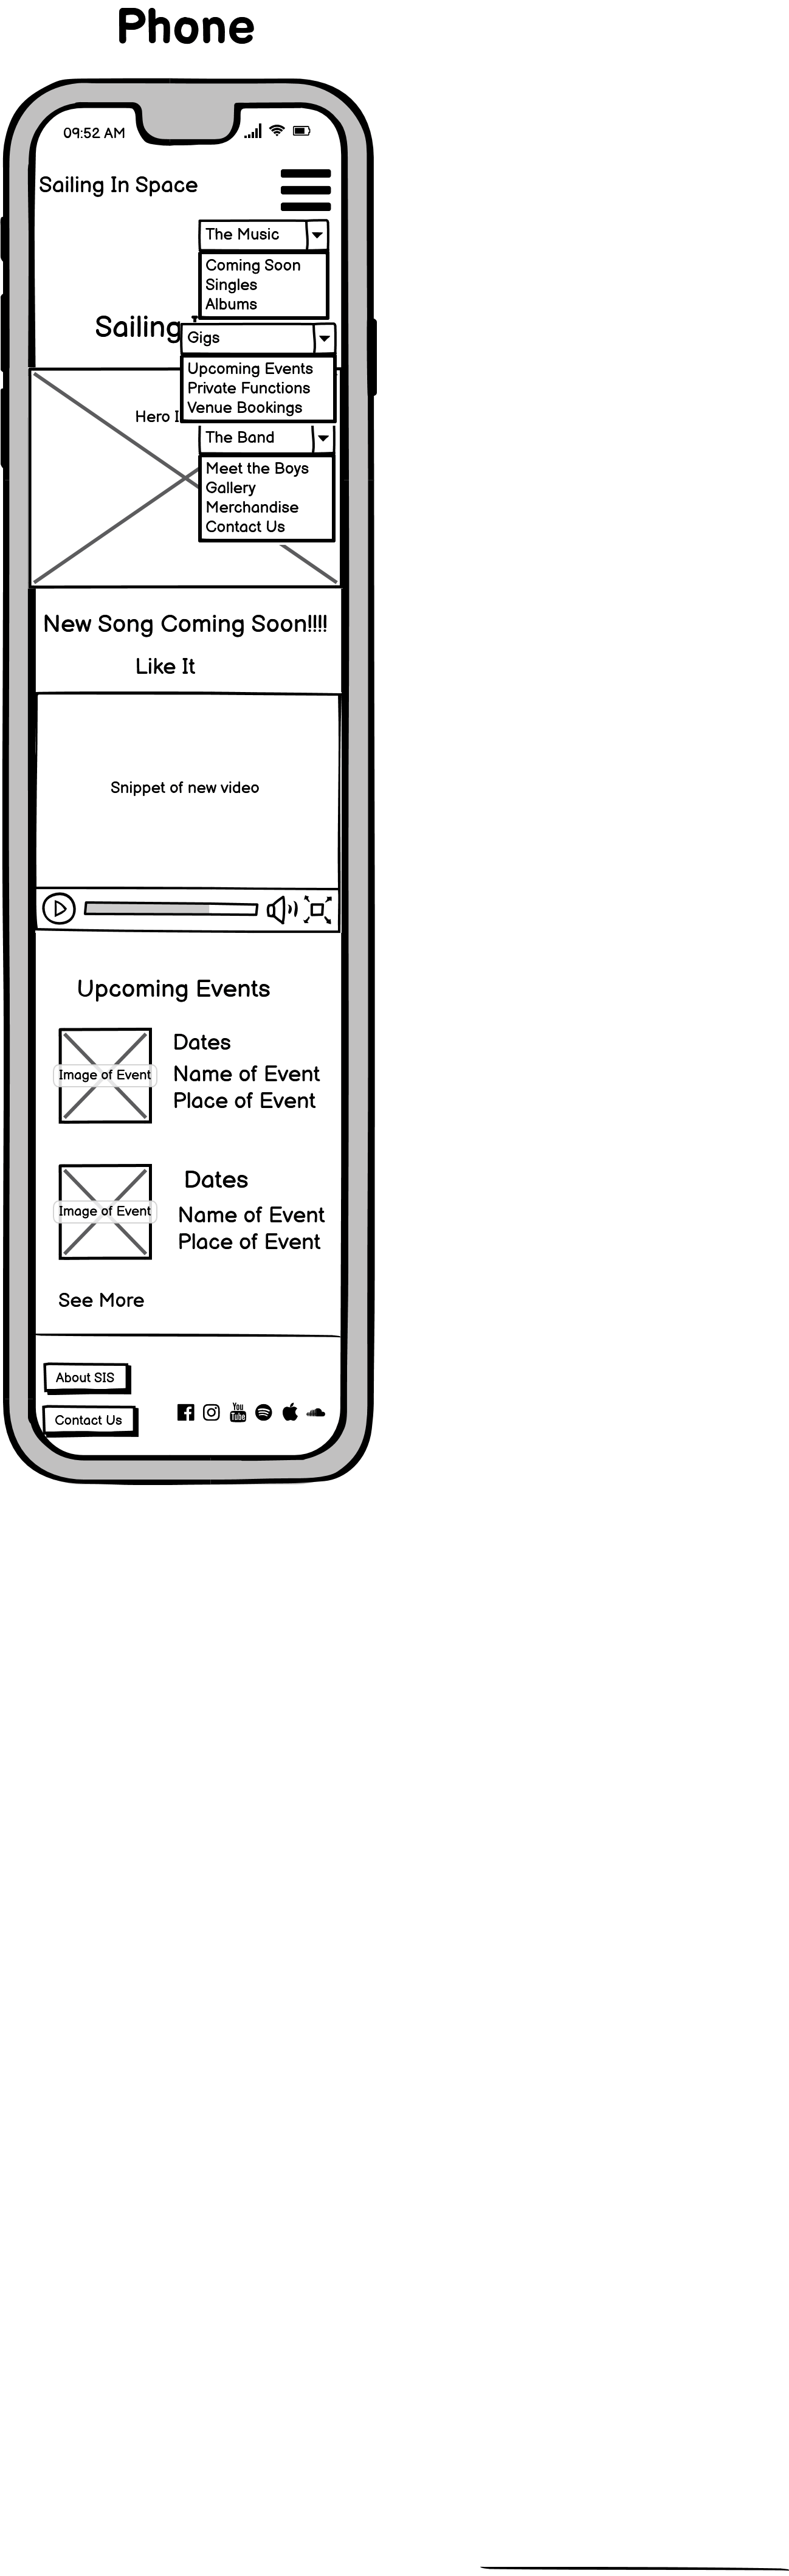 Phone
09:52 AM
Sailing In Space
The Music
Coming Soon
Singles
Albums
Sailing
Gigs
Upcoming Events
Private Functions
Venue Bookings
Hero
The Band
Meet the Boys
Gallery
Merchandise
Contact Us
New Song Coming Soon!!!!
Like It
Snippet of new video
Upcoming Events
Dates
Image of Event
Name of Event
Place of Event
Dates
Image of Event
Name of Event
Place of Event
See More
About SIS
You
Tube
Contact Us